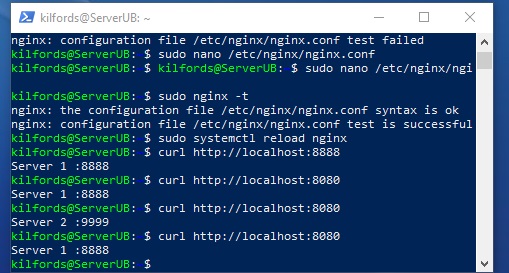 kilfords@ServerUB: ~
nginx: configuration file /etc/nginx/nginx.conf test failed
kilfords@ServerUB: $ sudo nano /etc/nginx/nginx.conf
kilfords@ServerUB: $ kilfords@ServerUB: $ sudo nano /etc/nginx/ngi
kilfords@ServerUB: $ sudo nginx -t
nginx: the configuration file /etc/nginx/nginx.conf syntax is ok
nginx: configuration file /etc/nginx/nginx.conf test is successful
kilfords@ServerUB: $ sudo systemctl reload nginx
kilfords@ServerUB: $ curl http://localhost:8888
Server 1 :8888
kilfords@ServerUB: $ curl http://localhost:8080
Server 1 :8888
kilfords@ServerUB: $ curl http://localhost:8080
Server 2 :9999
kilfords@ServerUB: $ curl http://localhost:8080
Server 1 :8888
kilfords@ServerUB: $